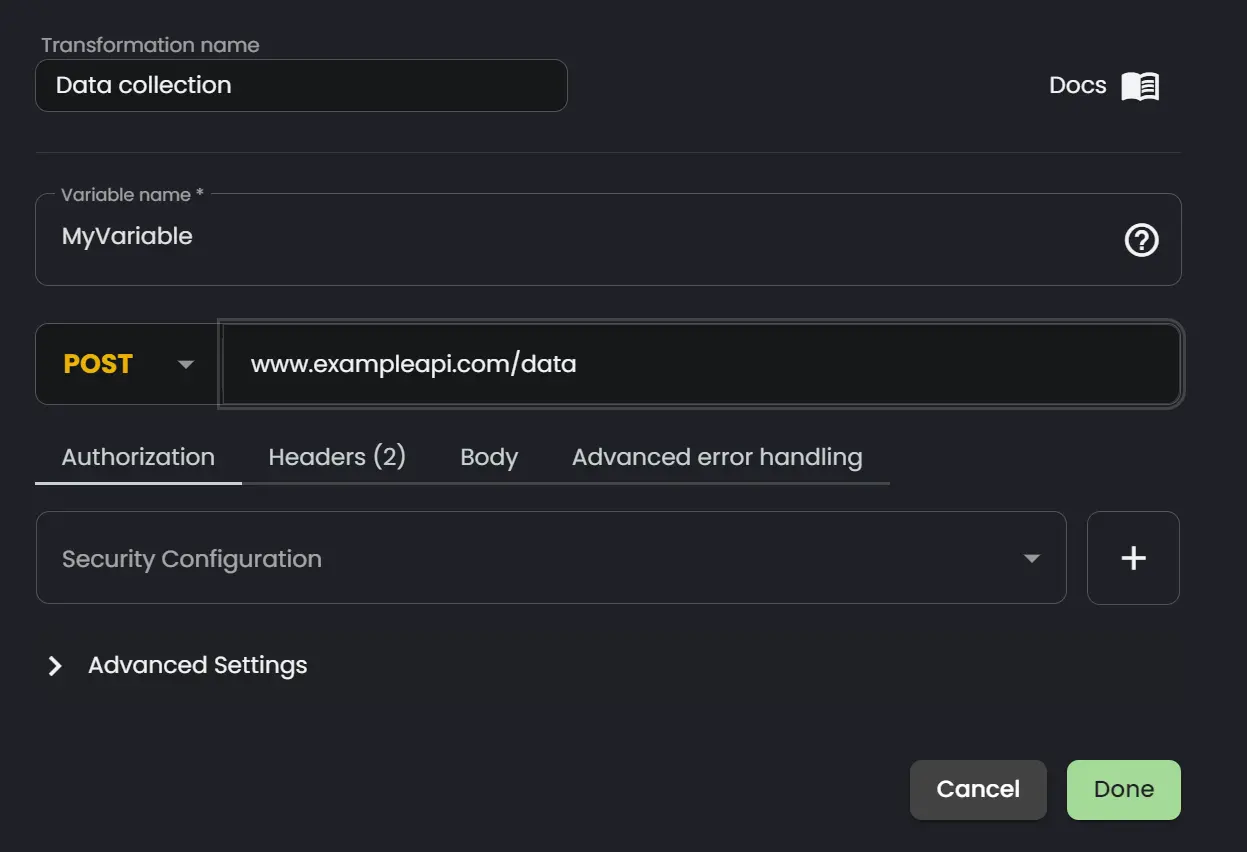 Transformation name
Data collection
Docs
Variable name *
MyVariable
POST
www.exampleapi.com/data
Authorization Headers (2) Body Advanced error handling
Security Configuration
+
Advanced Settings
Cancel Done